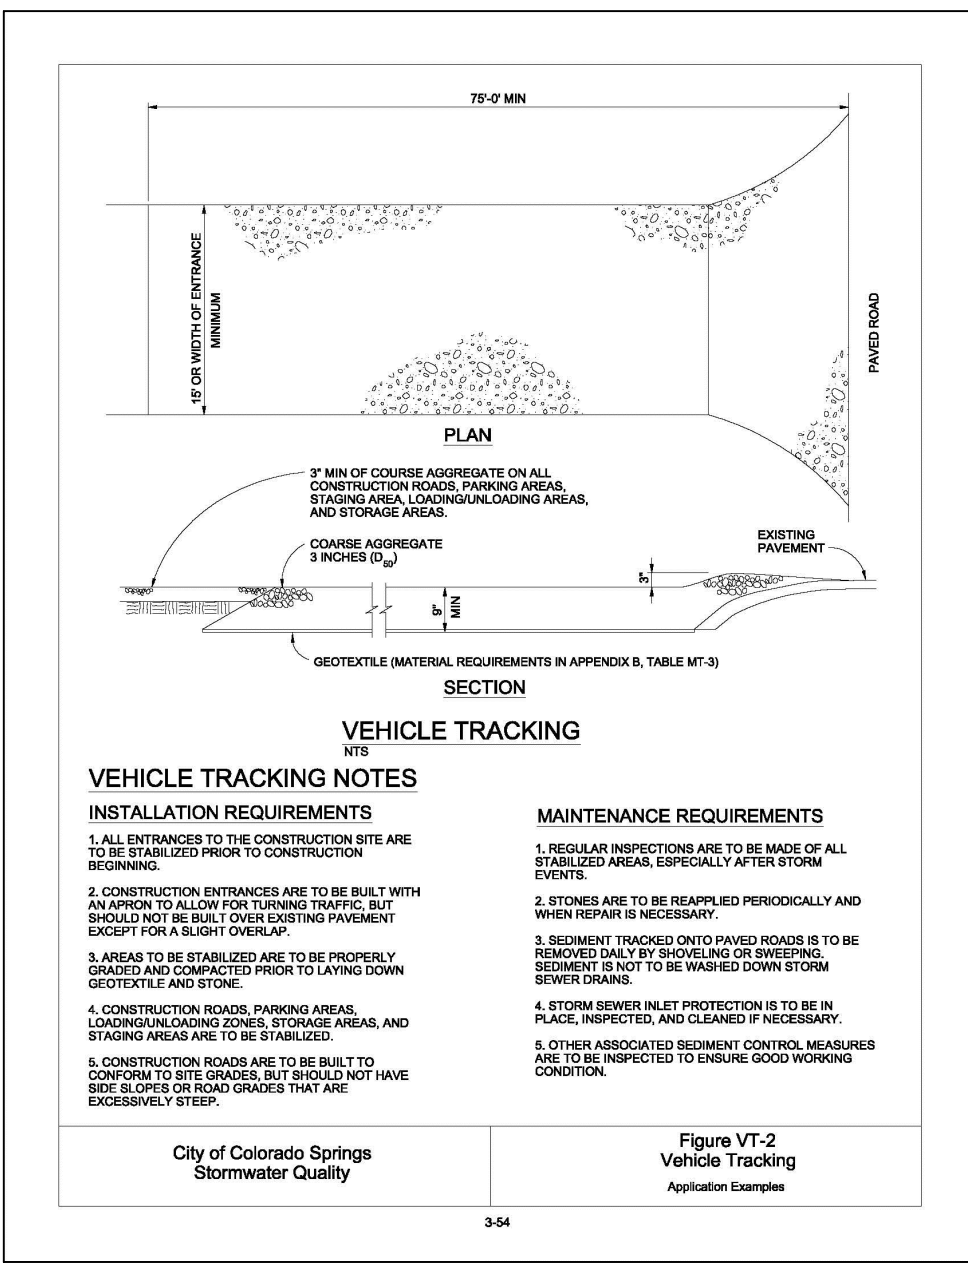 75'-0' MIN
15' OR WIDTH OF ENTRANCE
MINIMUM
PAVED ROAD
PLAN
3" MIN OF COURSE AGGREGATE ON ALL
CONSTRUCTION ROADS, PARKING AREAS,
STAGING AREA, LOADING/UNLOADING AREAS,
AND STORAGE AREAS.
COARSE AGGREGATE
3 INCHES (D50)
EXISTING
PAVEMENT
3"
9"
MIN
GEOTEXTILE (MATERIAL REQUIREMENTS IN APPENDIX B, TABLE MT-3)
SECTION
VEHICLE TRACKING
NTS
VEHICLE TRACKING NOTES
INSTALLATION REQUIREMENTS
1. ALL ENTRANCES TO THE CONSTRUCTION SITE ARE
TO BE STABILIZED PRIOR TO CONSTRUCTION
BEGINNING.
2. CONSTRUCTION ENTRANCES ARE TO BE BUILT WITH
AN APRON TO ALLOW FOR TURNING TRAFFIC, BUT
SHOULD NOT BE BUILT OVER EXISTING PAVEMENT
EXCEPT FOR A SLIGHT OVERLAP.
3. AREAS TO BE STABILIZED ARE TO BE PROPERLY
GRADED AND COMPACTED PRIOR TO LAYING DOWN
GEOTEXTILE AND STONE.
4. CONSTRUCTION ROADS, PARKING AREAS,
LOADING/UNLOADING ZONES, STORAGE AREAS, AND
STAGING AREAS ARE TO BE STABILIZED.
5. CONSTRUCTION ROADS ARE TO BE BUILT TO
CONFORM TO SITE GRADES, BUT SHOULD NOT HAVE
SIDE SLOPES OR ROAD GRADES THAT ARE
EXCESSIVELY STEEP.
MAINTENANCE REQUIREMENTS
1. REGULAR INSPECTIONS ARE TO BE MADE OF ALL
STABILIZED AREAS, ESPECIALLY AFTER STORM
EVENTS.
2. STONES ARE TO BE REAPPLIED PERIODICALLY AND
WHEN REPAIR IS NECESSARY.
3. SEDIMENT TRACKED ONTO PAVED ROADS IS TO BE
REMOVED DAILY BY SHOVELING OR SWEEPING.
SEDIMENT IS NOT TO BE WASHED DOWN STORM
SEWER DRAINS.
4. STORM SEWER INLET PROTECTION IS TO BE IN
PLACE, INSPECTED, AND CLEANED IF NECESSARY.
5. OTHER ASSOCIATED SEDIMENT CONTROL MEASURES
ARE TO BE INSPECTED TO ENSURE GOOD WORKING
CONDITION.
City of Colorado Springs
Stormwater Quality
Figure VT-2
Vehicle Tracking
Application Examples
3-54